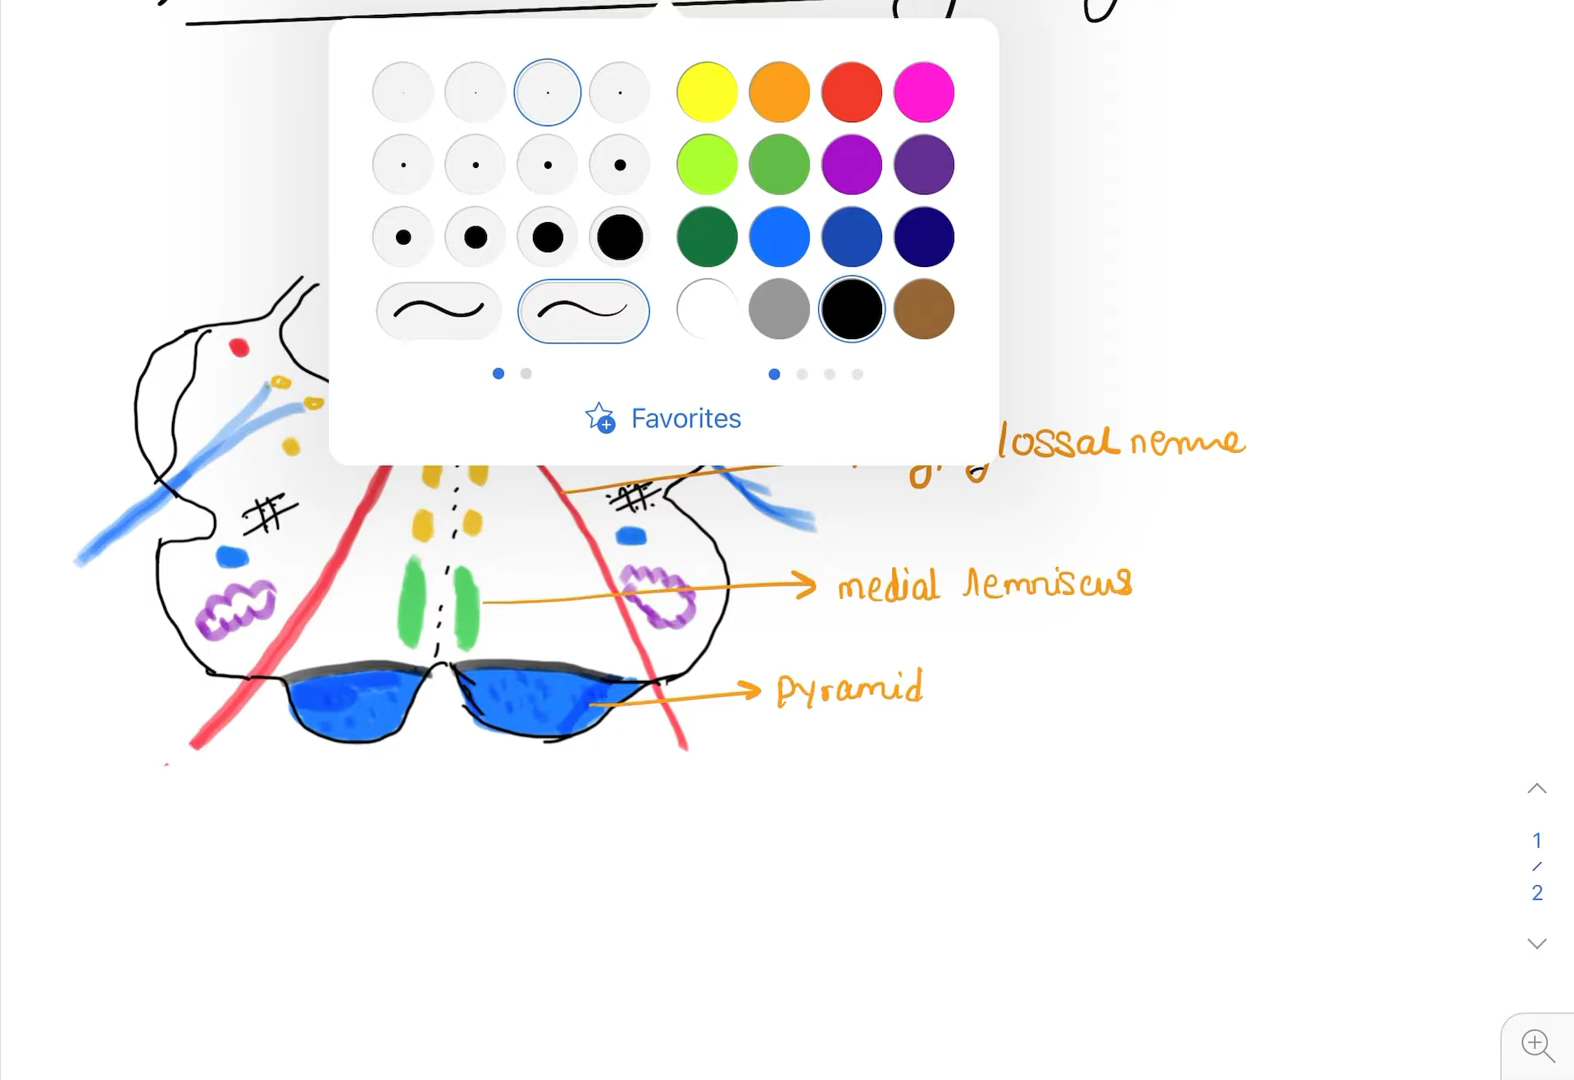 Favorites
lossal nerve
medial lemniscus
pyramid
1
/
2